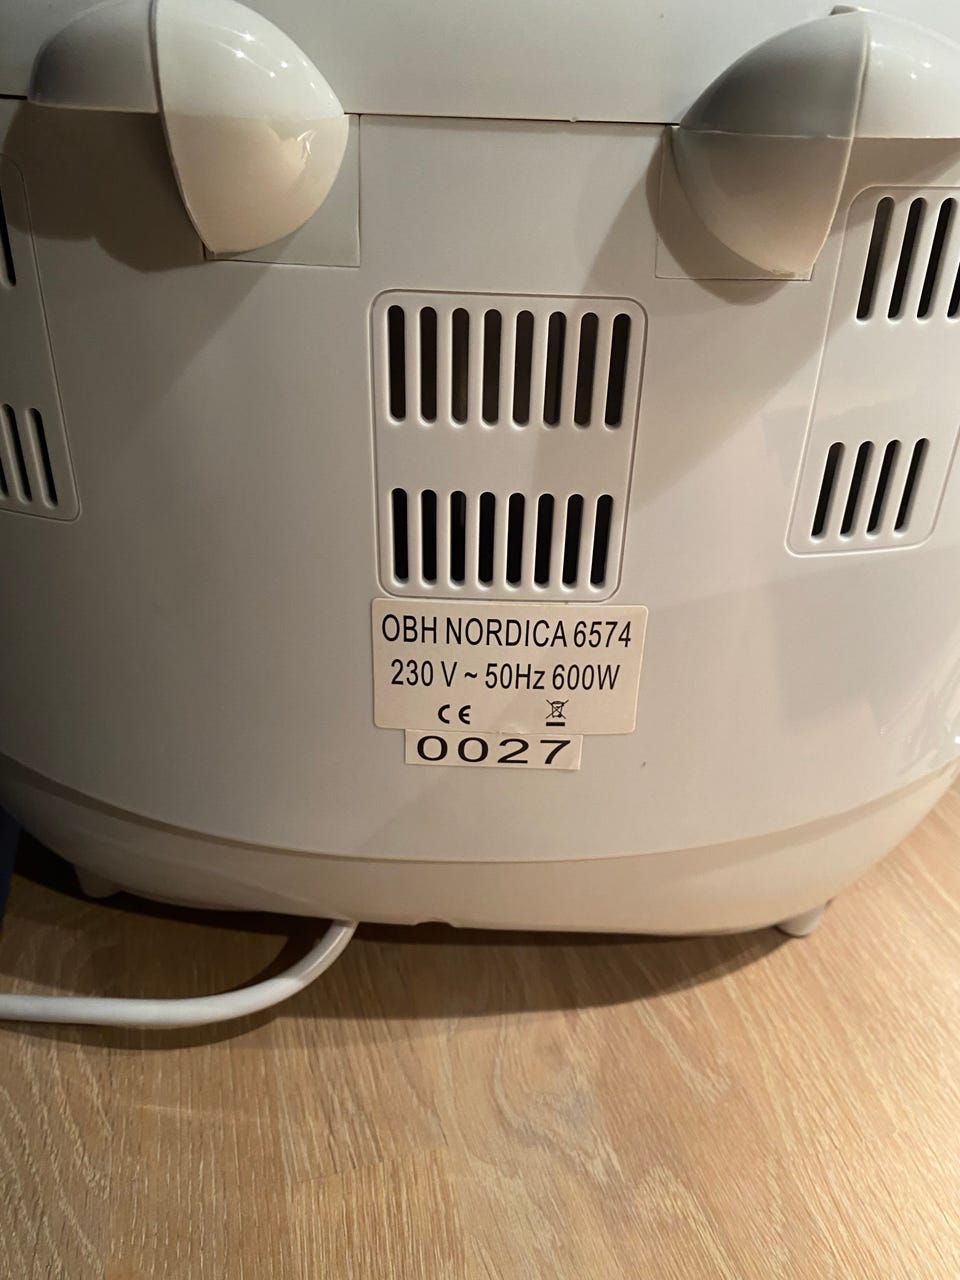 OBH NORDICA 6574
230 V ~ 50Hz 600W
CE
0027